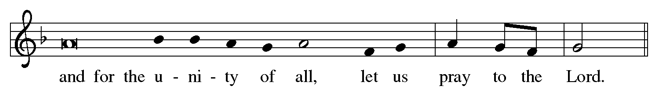 and for the u - ni - ty of all, let us pray to the Lord.